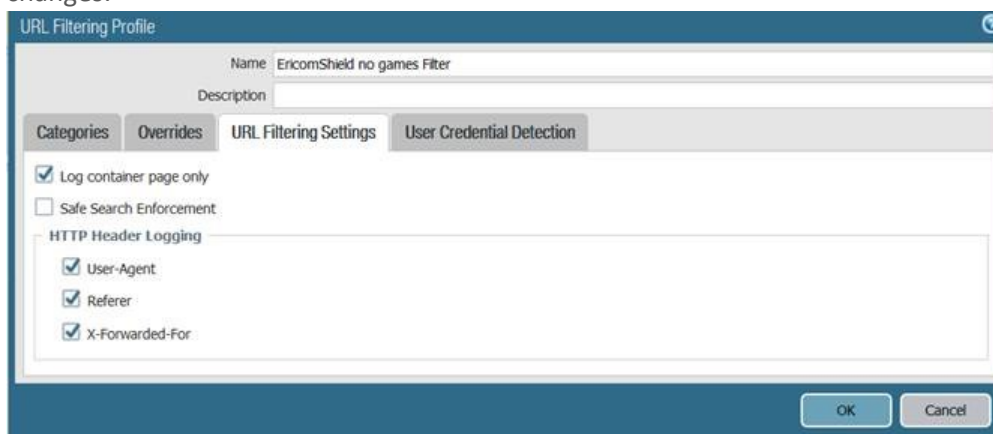 changes.
URL Filtering Profile
Name EricomShield no games Filter
Description
Categories Overrides URL Filtering Settings User Credential Detection
Log container page only
Safe Search Enforcement
HTTP Header Logging
User-Agent
Referer
X-Forwarded-For
OK Cancel